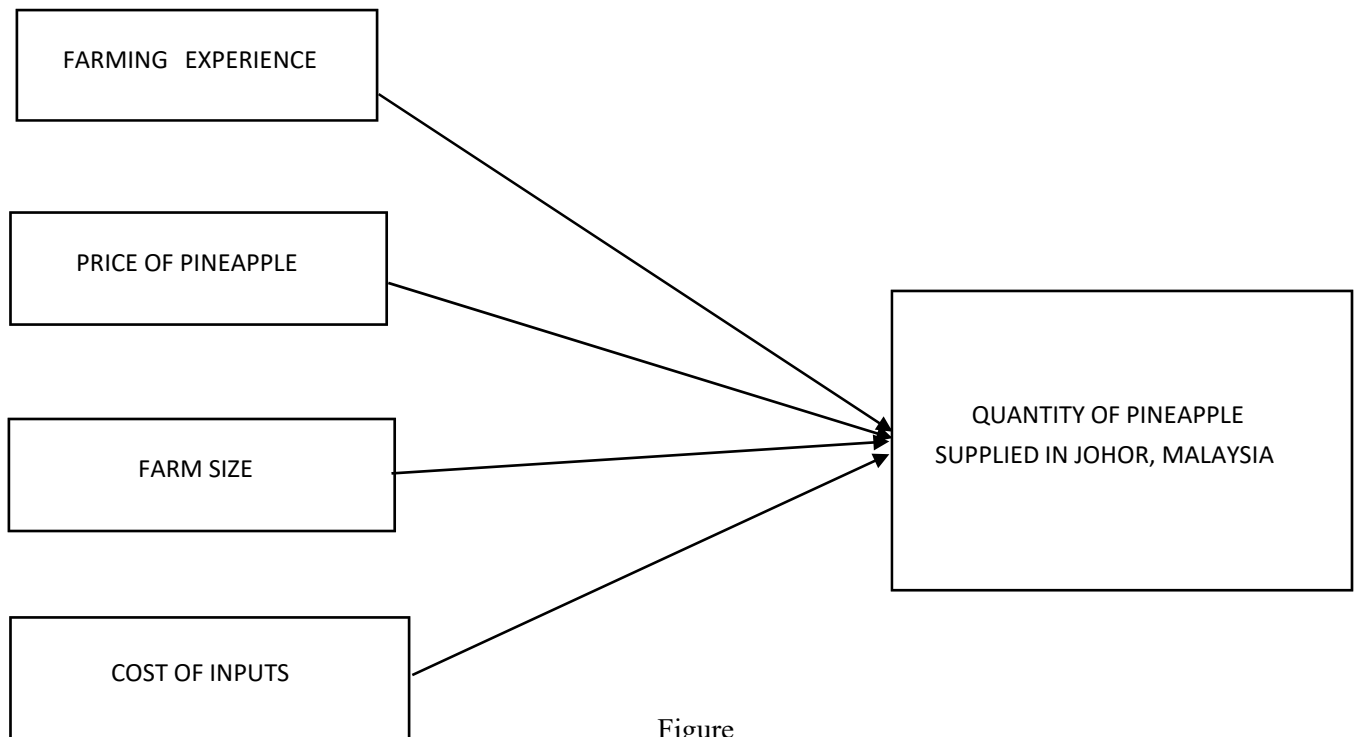 FARMING EXPERIENCE
PRICE OF PINEAPPLE
FARM SIZE
COST OF INPUTS
QUANTITY OF PINEAPPLE
SUPPLIED IN JOHOR, MALAYSIA
Figure